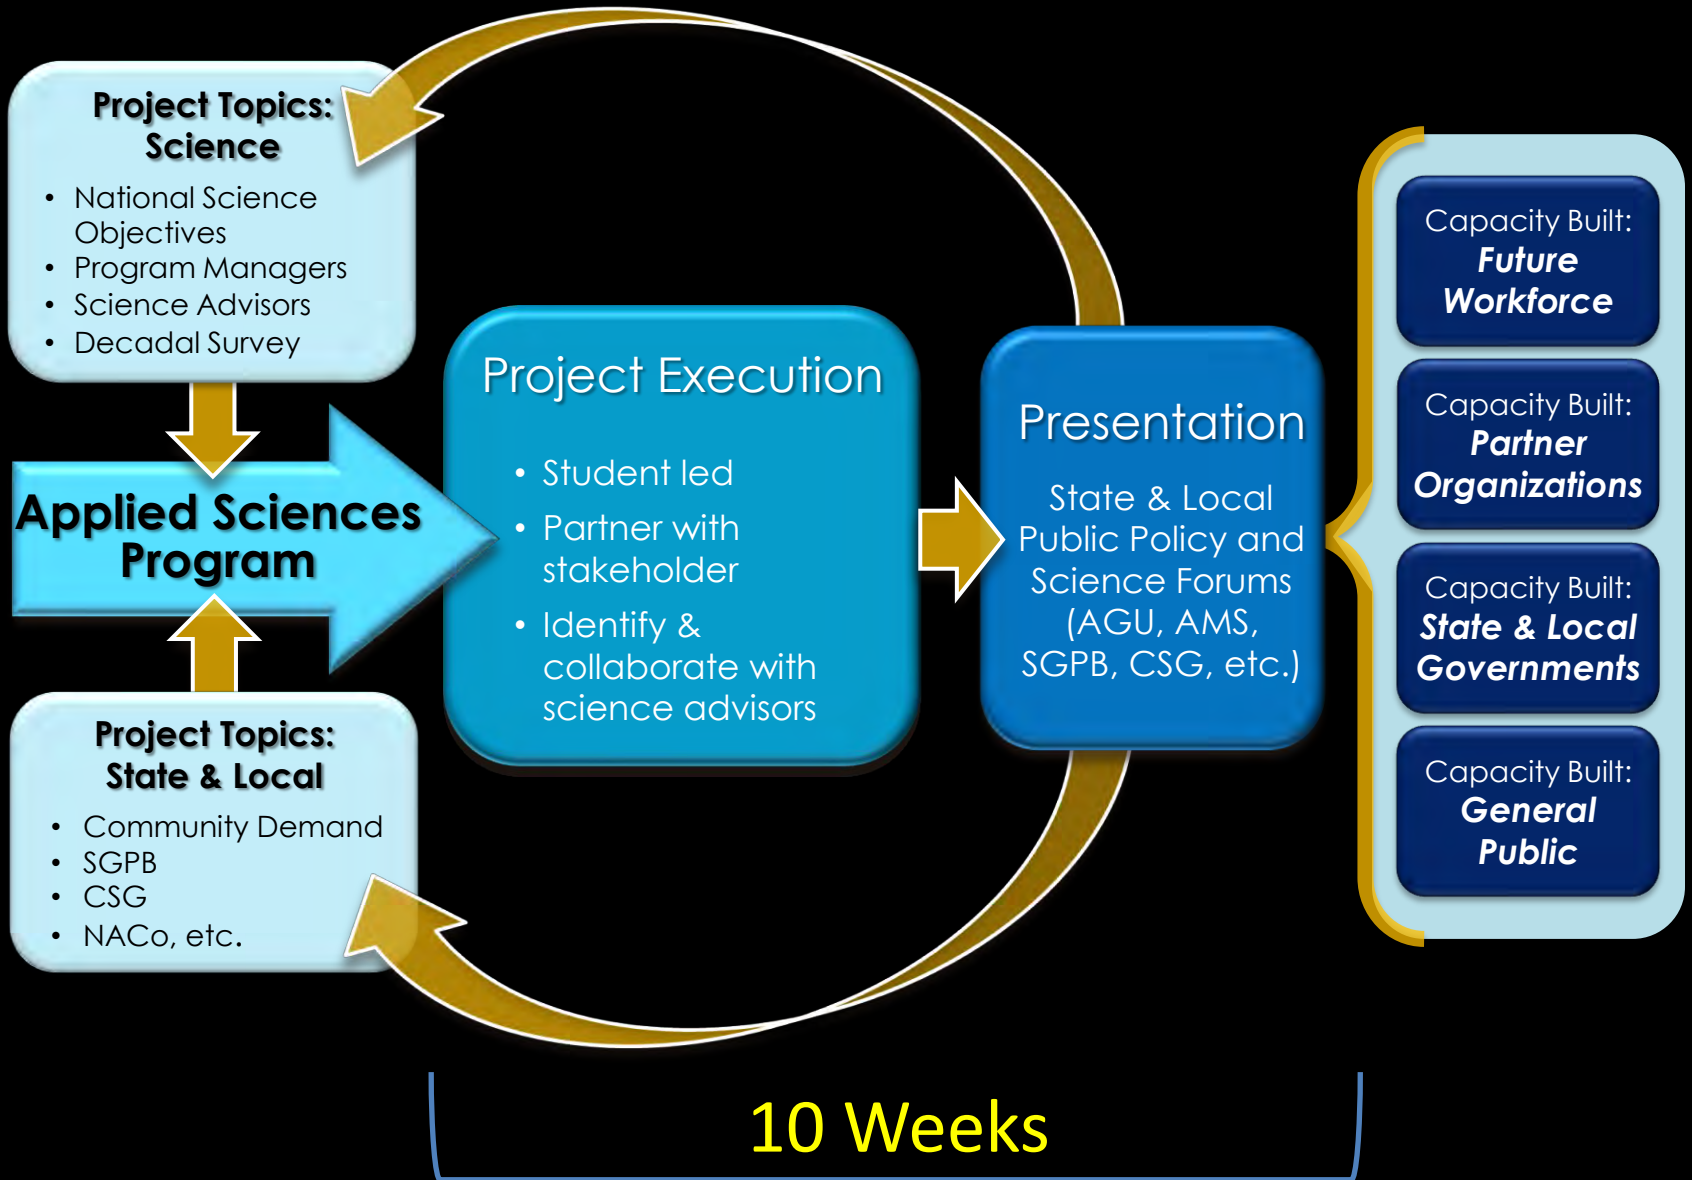 Project Topics:
Science
• National Science
Objectives
• Program Managers
• Science Advisors
• Decadal Survey
Applied Sciences
Program
Project Topics:
State & Local
• Community Demand
• SGPB
• CSG
• NACo, etc.
Project Execution
• Student led
• Partner with
stakeholder
• Identify &
collaborate with
science advisors
Presentation
State & Local
Public Policy and
Science Forums
(AGU, AMS,
SGPB, CSG, etc.)
Capacity Built:
Future
Workforce
Capacity Built:
Partner
Organizations
Capacity Built:
State & Local
Governments
Capacity Built:
General
Public
10 Weeks